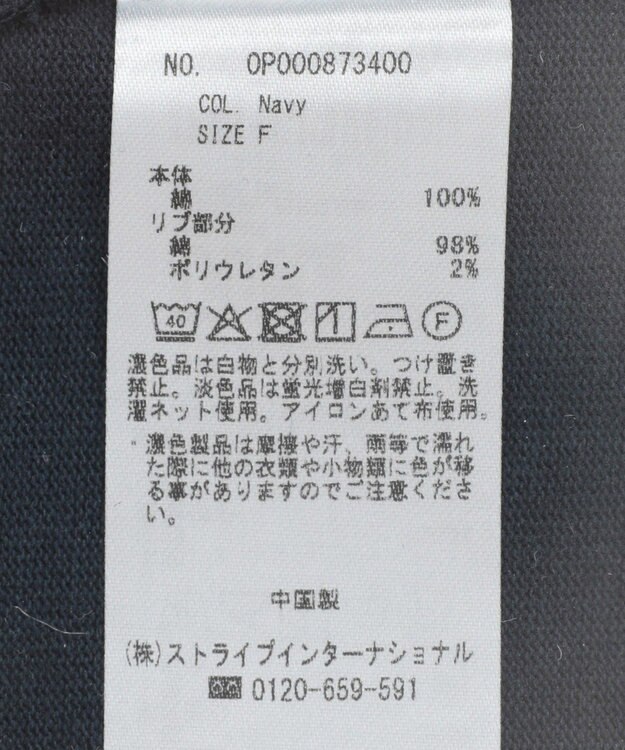 NO. OP000873400
COL. Navy
SIZE F
本体
綿 100%
リブ部分
綿 98%
ポリウレタン 2%
40 F
濃色品は白物と分別洗い。つけ置き
禁止。淡色品は蛍光増白剤禁止。洗
濯ネット使用。アイロンあて布使用。
・濃色製品は摩擦や汗、雨等で濡れ
た際に他の衣類や小物類に色が移
る事がありますのでご注意くださ
い。
中国製
(株)ストライプインターナショナル
0120-659-591